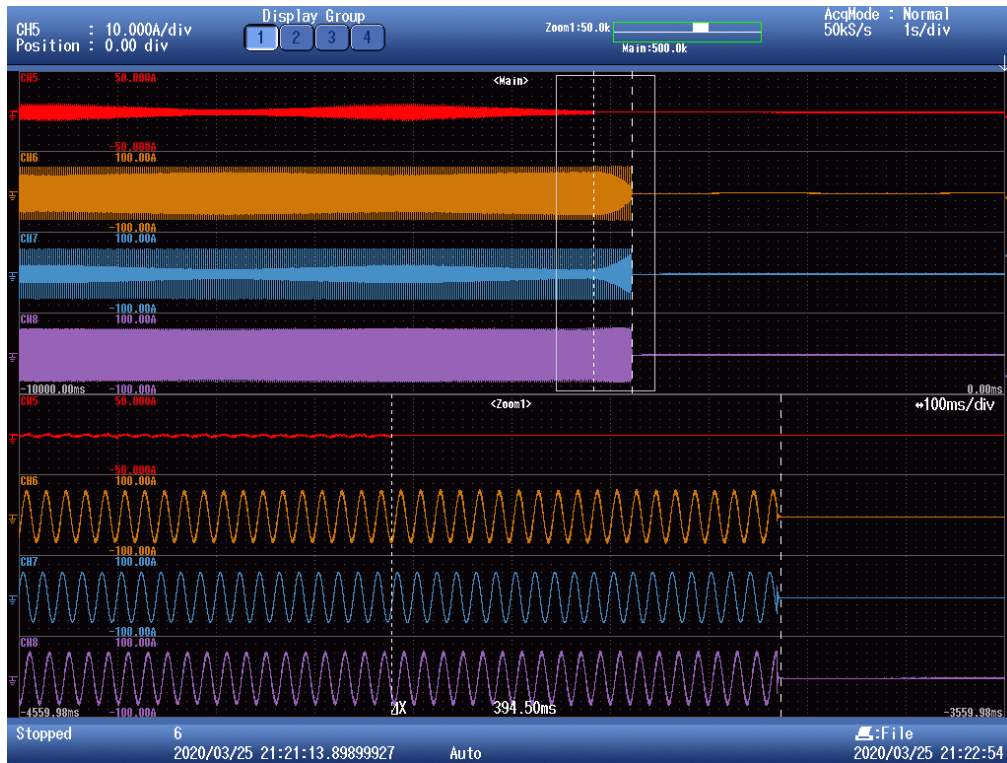 CH5 : 10.000A/div
Position : 0.00 div
Display Group
1 2 3 4
Zoom1:50.0k
Main:500.0k
AcqMode : Normal
50kS/s 1s/div
CH5 50.000A
<Main>
-50.000A
CH6 100.00A
-100.00A
CH7 100.00A
-100.00A
CH8 100.00A
-10000.00ms -100.00A 0.00ms
CH5 50.000A
<Zoom1>
↔100ms/div
-50.000A
CH6 100.00A
-100.00A
CH7 100.00A
-100.00A
CH8 100.00A
-4559.98ms -100.00A ⊿X 394.50ms -3559.98ms
Stopped 6
2020/03/25 21:21:13.89899927 Auto
:File
2020/03/25 21:22:54